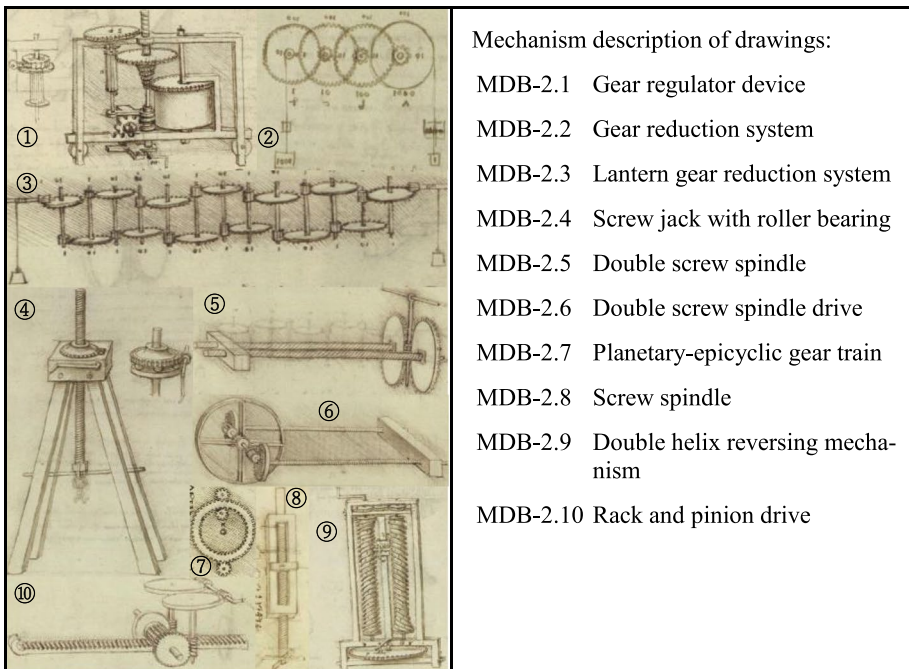 ①
②
③
④
⑤
⑥
⑦
⑧
⑨
⑩
Mechanism description of drawings:
MDB-2.1 Gear regulator device
MDB-2.2 Gear reduction system
MDB-2.3 Lantern gear reduction system
MDB-2.4 Screw jack with roller bearing
MDB-2.5 Double screw spindle
MDB-2.6 Double screw spindle drive
MDB-2.7 Planetary-epicyclic gear train
MDB-2.8 Screw spindle
MDB-2.9 Double helix reversing mecha-
nism
MDB-2.10 Rack and pinion drive